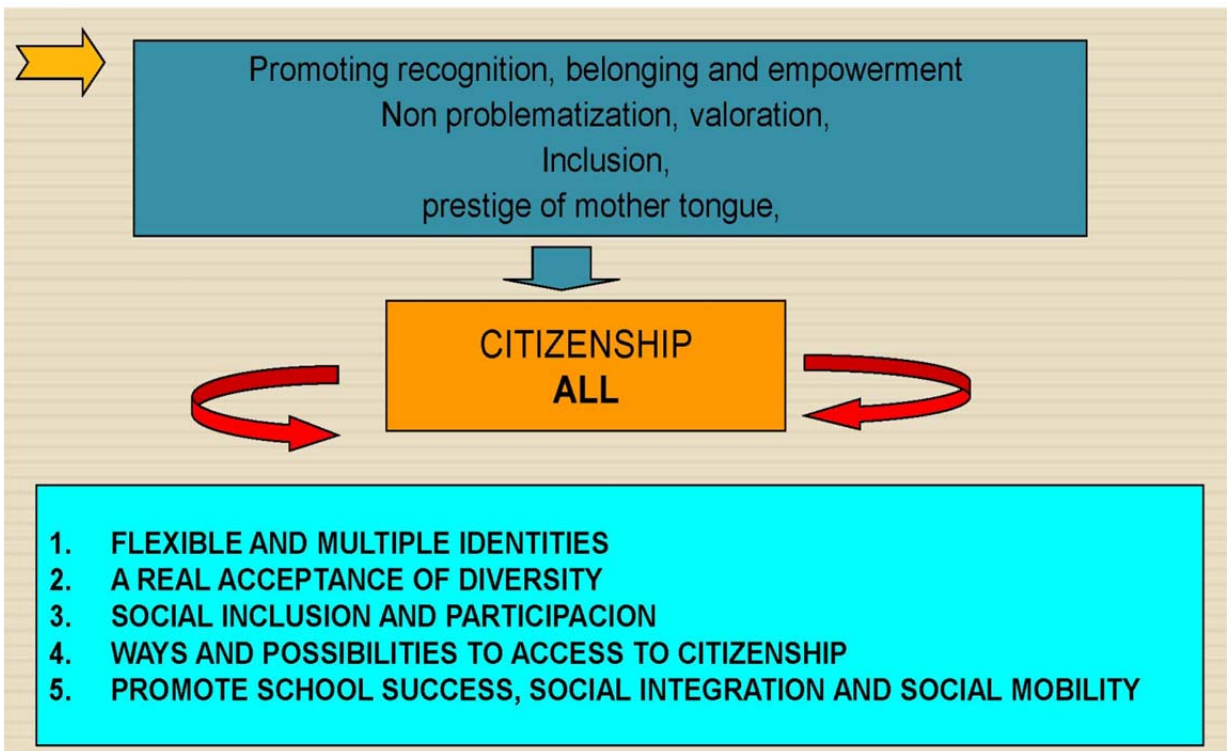 Promoting recognition, belonging and empowerment
Non problematization, valoration,
Inclusion,
prestige of mother tongue,
CITIZENSHIP
ALL
1. FLEXIBLE AND MULTIPLE IDENTITIES
2. A REAL ACCEPTANCE OF DIVERSITY
3. SOCIAL INCLUSION AND PARTICIPACION
4. WAYS AND POSSIBILITIES TO ACCESS TO CITIZENSHIP
5. PROMOTE SCHOOL SUCCESS, SOCIAL INTEGRATION AND SOCIAL MOBILITY